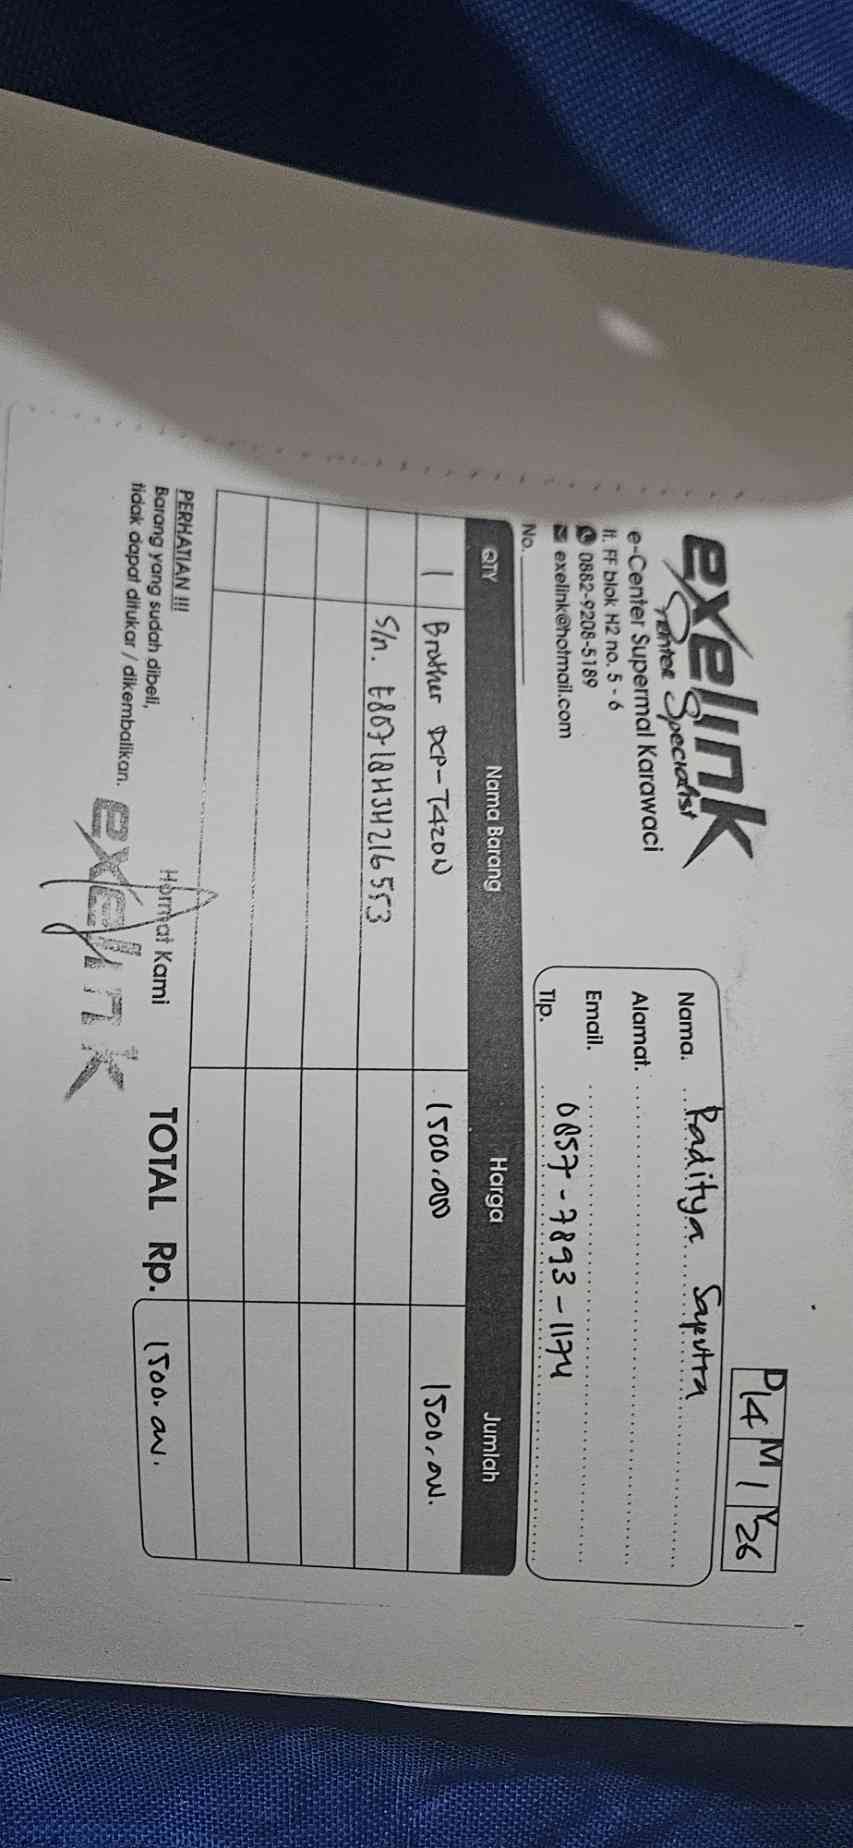 exelink
Printer Specialist
e-Center Supermal Karawaci
lt. FF blok H2 no. 5 - 6
0882-9208-5189
exelink@hotmail.com
No.
D 14 M 1 Y 26
Nama. Raditya Saputra
Alamat.
Email.
Tlp. 0857-7893-1174
QTY Nama Barang Harga Jumlah
1 Brother DCP-T420W 1500.000 1500.000.
S/n. E80718H3H216553
PERHATIAN !!!
Barang yang sudah dibeli,
tidak dapat ditukar / dikembalikan.
Hormat Kami
exelink
TOTAL Rp. 1500.000.